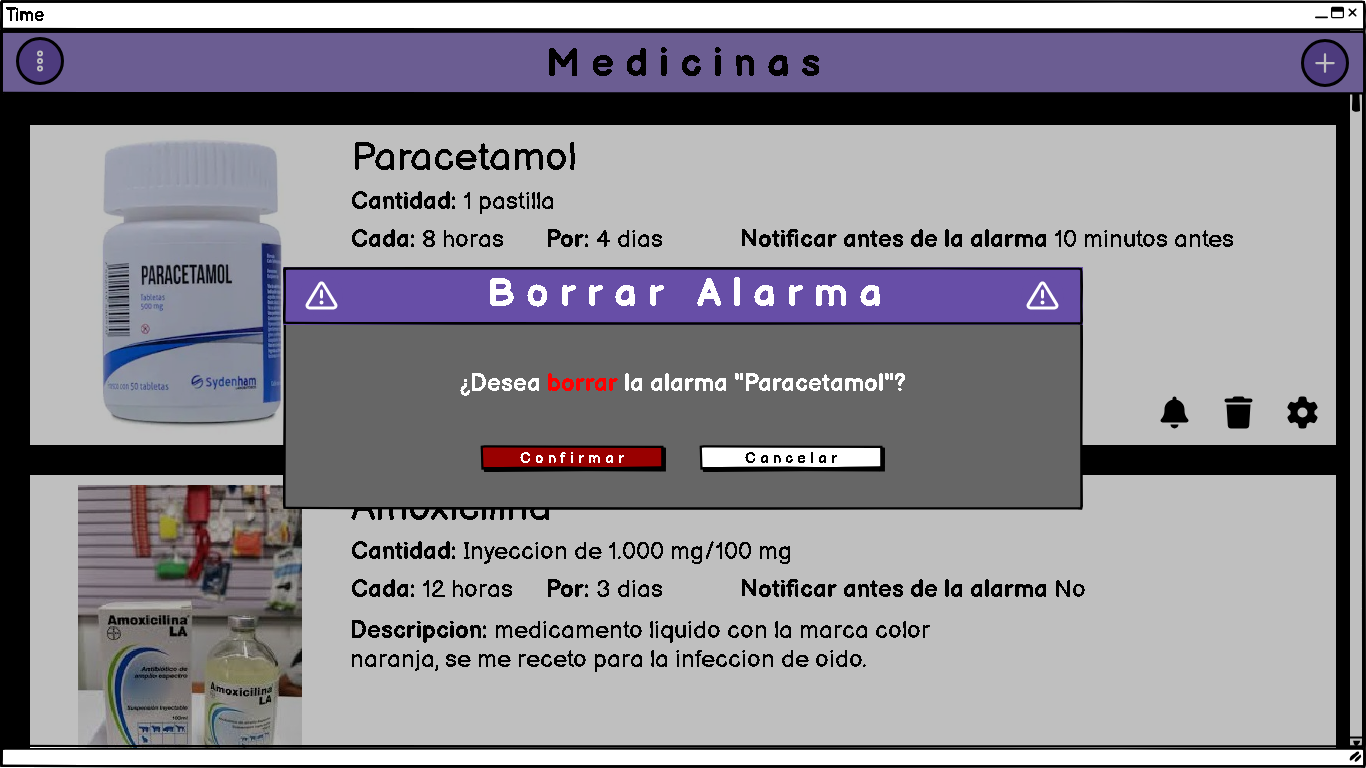 Time
Medicinas
Paracetamol
Cantidad: 1 pastilla
Cada: 8 horas Por: 4 dias Notificar antes de la alarma 10 minutos antes
PARACETAMOL
Tabletas
500 mg
con 50 tabletas
Sydenham
Borrar Alarma
¿Desea borrar la alarma "Paracetamol"?
Confirmar Cancelar
Amoxicilina
Cantidad: Inyeccion de 1.000 mg/100 mg
Cada: 12 horas Por: 3 dias Notificar antes de la alarma No
Descripcion: medicamento liquido con la marca color
naranja, se me receto para la infeccion de oido.
Amoxicilina
LA
Antibiótico de
amplio espectro
Suspensión inyectable
100ml
Amoxicilina
LA